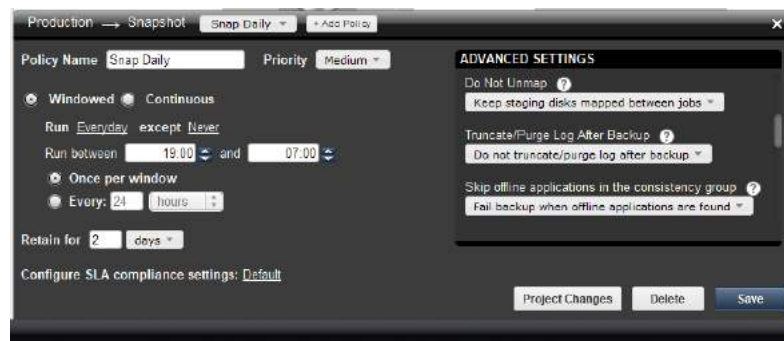 Production → Snapshot Snap Daily + Add Policy x
Policy Name Snap Daily Priority Medium
Windowed Continuous
Run Everyday except Never
Run between 19:00 and 07:00
Once per window
Every: 24 hours
Retain for 2 days
Configure SLA compliance settings: Default
ADVANCED SETTINGS
Do Not Unmap ?
Keep staging disks mapped between jobs
Truncate/Purge Log After Backup ?
Do not truncate/purge log after backup
Skip offline applications in the consistency group ?
Fail backup when offline applications are found
Project Changes Delete Save